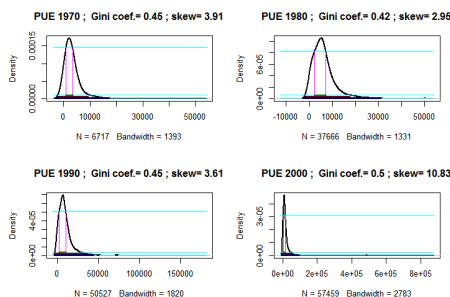 PUE 1970 ; Gini coef.= 0.45 ; skew= 3.91
Density
0.00000 0.00015
0 10000 30000 50000
N = 6717 Bandwidth = 1393
PUE 1980 ; Gini coef.= 0.42 ; skew= 2.95
Density
0e+00 6e-05
-10000 0 10000 30000 50000
N = 37666 Bandwidth = 1331
PUE 1990 ; Gini coef.= 0.45 ; skew= 3.61
Density
0e+00 4e-05
0 50000 100000 150000
N = 50527 Bandwidth = 1820
PUE 2000 ; Gini coef.= 0.5 ; skew= 10.83
Density
0e+00 3e-05
0e+00 2e+05 4e+05 6e+05 8e+05
N = 57459 Bandwidth = 2783